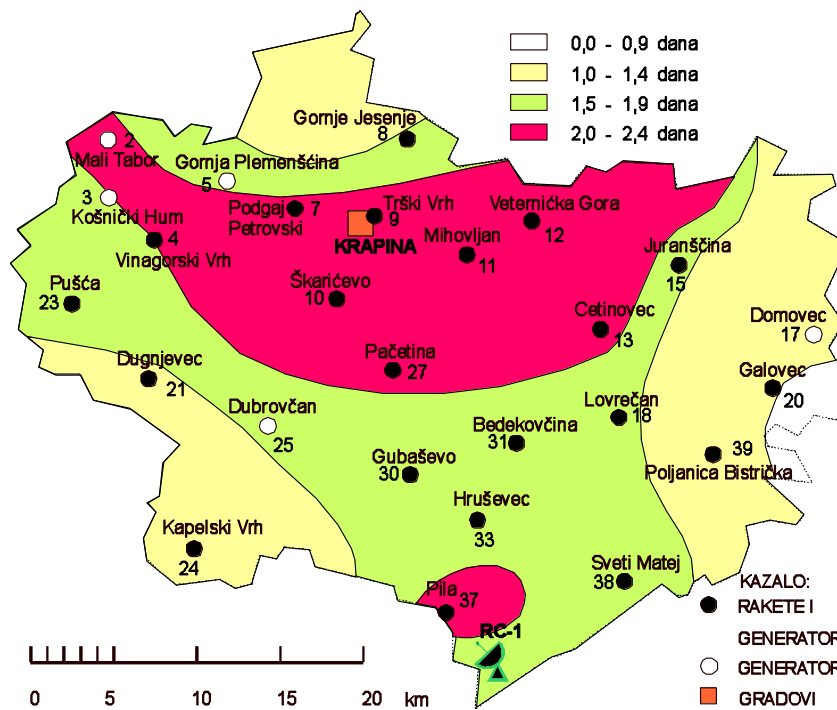 0,0 - 0,9 dana
1,0 - 1,4 dana
1,5 - 1,9 dana
2,0 - 2,4 dana
Gornje Jesenje
8
2
Mali Tabor
Gornja Plemenšćina
5
3
Košnički Hum
4
Vinagorski Vrh
Podgaj
Petrovski
7
Trški Vrh
9
KRAPINA
Veternička Gora
12
Mihovljan
11
Juranščina
15
Pušća
23
Škarićevo
10
Cetinovec
13
Domovec
17
Pačetina
27
Dugnjevec
21
Galovec
20
Dubrovčan
25
Lovrečan
18
Bedekovčina
31
Gubaševo
30
39
Poljanica Bistrička
Hruševec
33
Kapelski Vrh
24
Sveti Matej
38
Pila
37
RC-1
KAZALO:
RAKETE I
GENERATOR
GENERATOR
GRADOVI
0 5 10 15 20 km